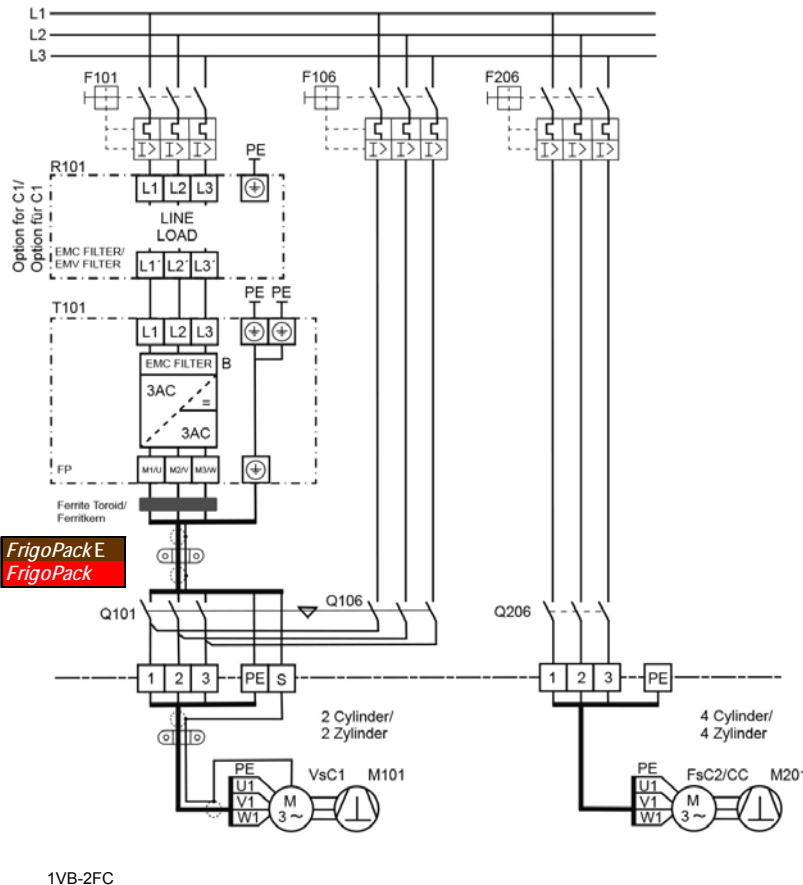 L1
L2
L3
F101
F106
F206
I> I> I>
I> I> I>
I> I> I>
PE
R101
L1 L2 L3
Option for C1/
Option für C1
LINE
LOAD
EMC FILTER/
EMV FILTER
L1´ L2´ L3´
PE PE
T101
L1 L2 L3
EMC FILTER B
3AC
=
3AC
FP
M1/U M2/V M3/W
Ferrite Toroid/
Ferritkern
FrigoPack E
FrigoPack
Q101
Q106
Q206
1 2 3 PE S
1 2 3 PE
2 Cylinder/
2 Zylinder
4 Cylinder/
4 Zylinder
PE
U1
V1
W1
M
3 ~
VsC1 M101
PE
U1
V1
W1
M
3 ~
FsC2/CC M201
1VB-2FC